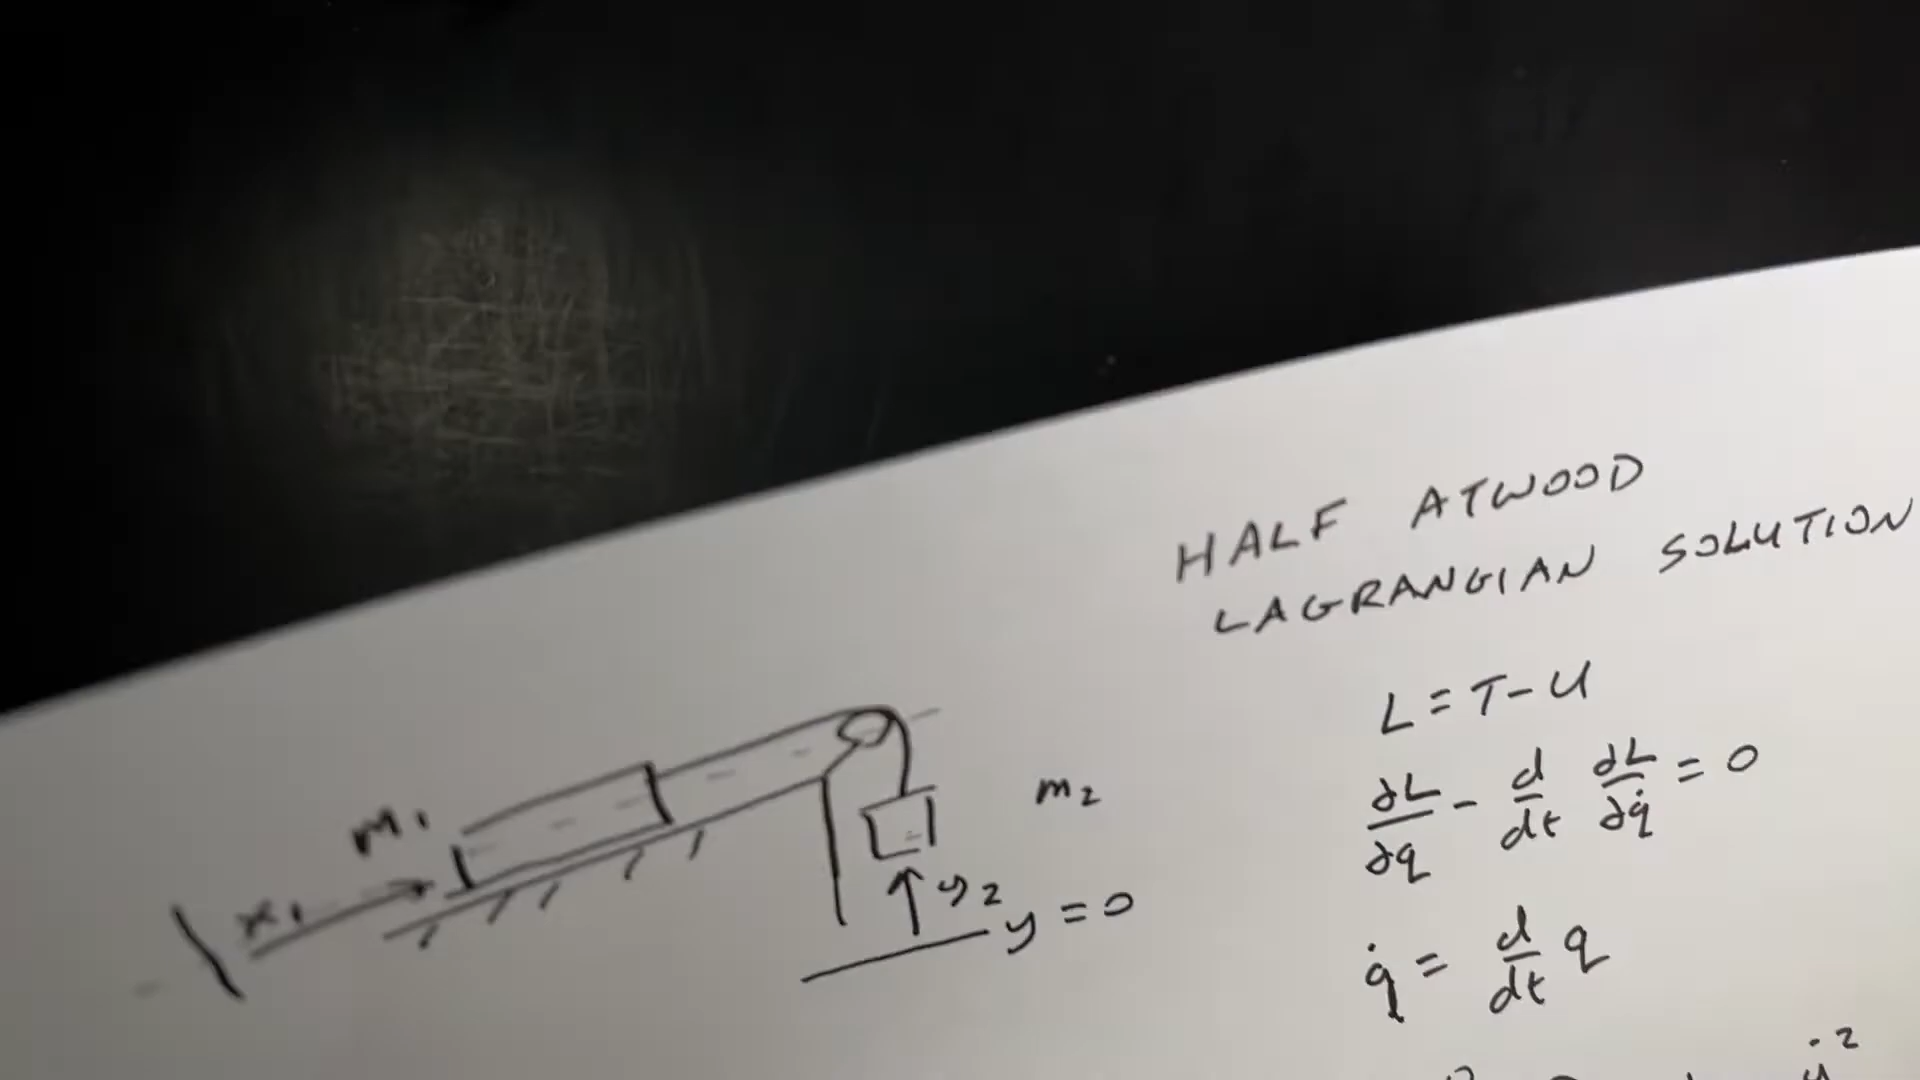 HALF ATWOOD
LAGRANGIAN SOLUTION
L = T - U
∂L/∂q - d/dt ∂L/∂q̇ = 0
q̇ = d/dt q
m₁
x₁
m₂
y₂
y = 0